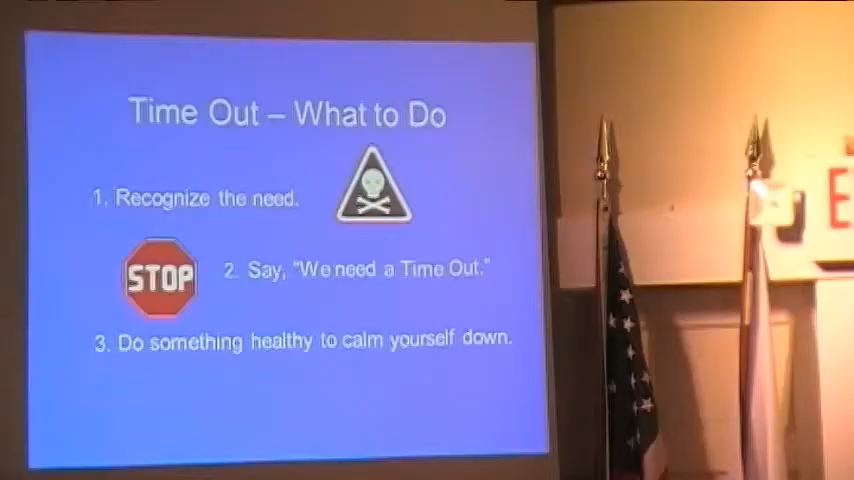 Time Out – What to Do
1. Recognize the need.
STOP
2. Say, “We need a Time Out.”
3. Do something healthy to calm yourself down.